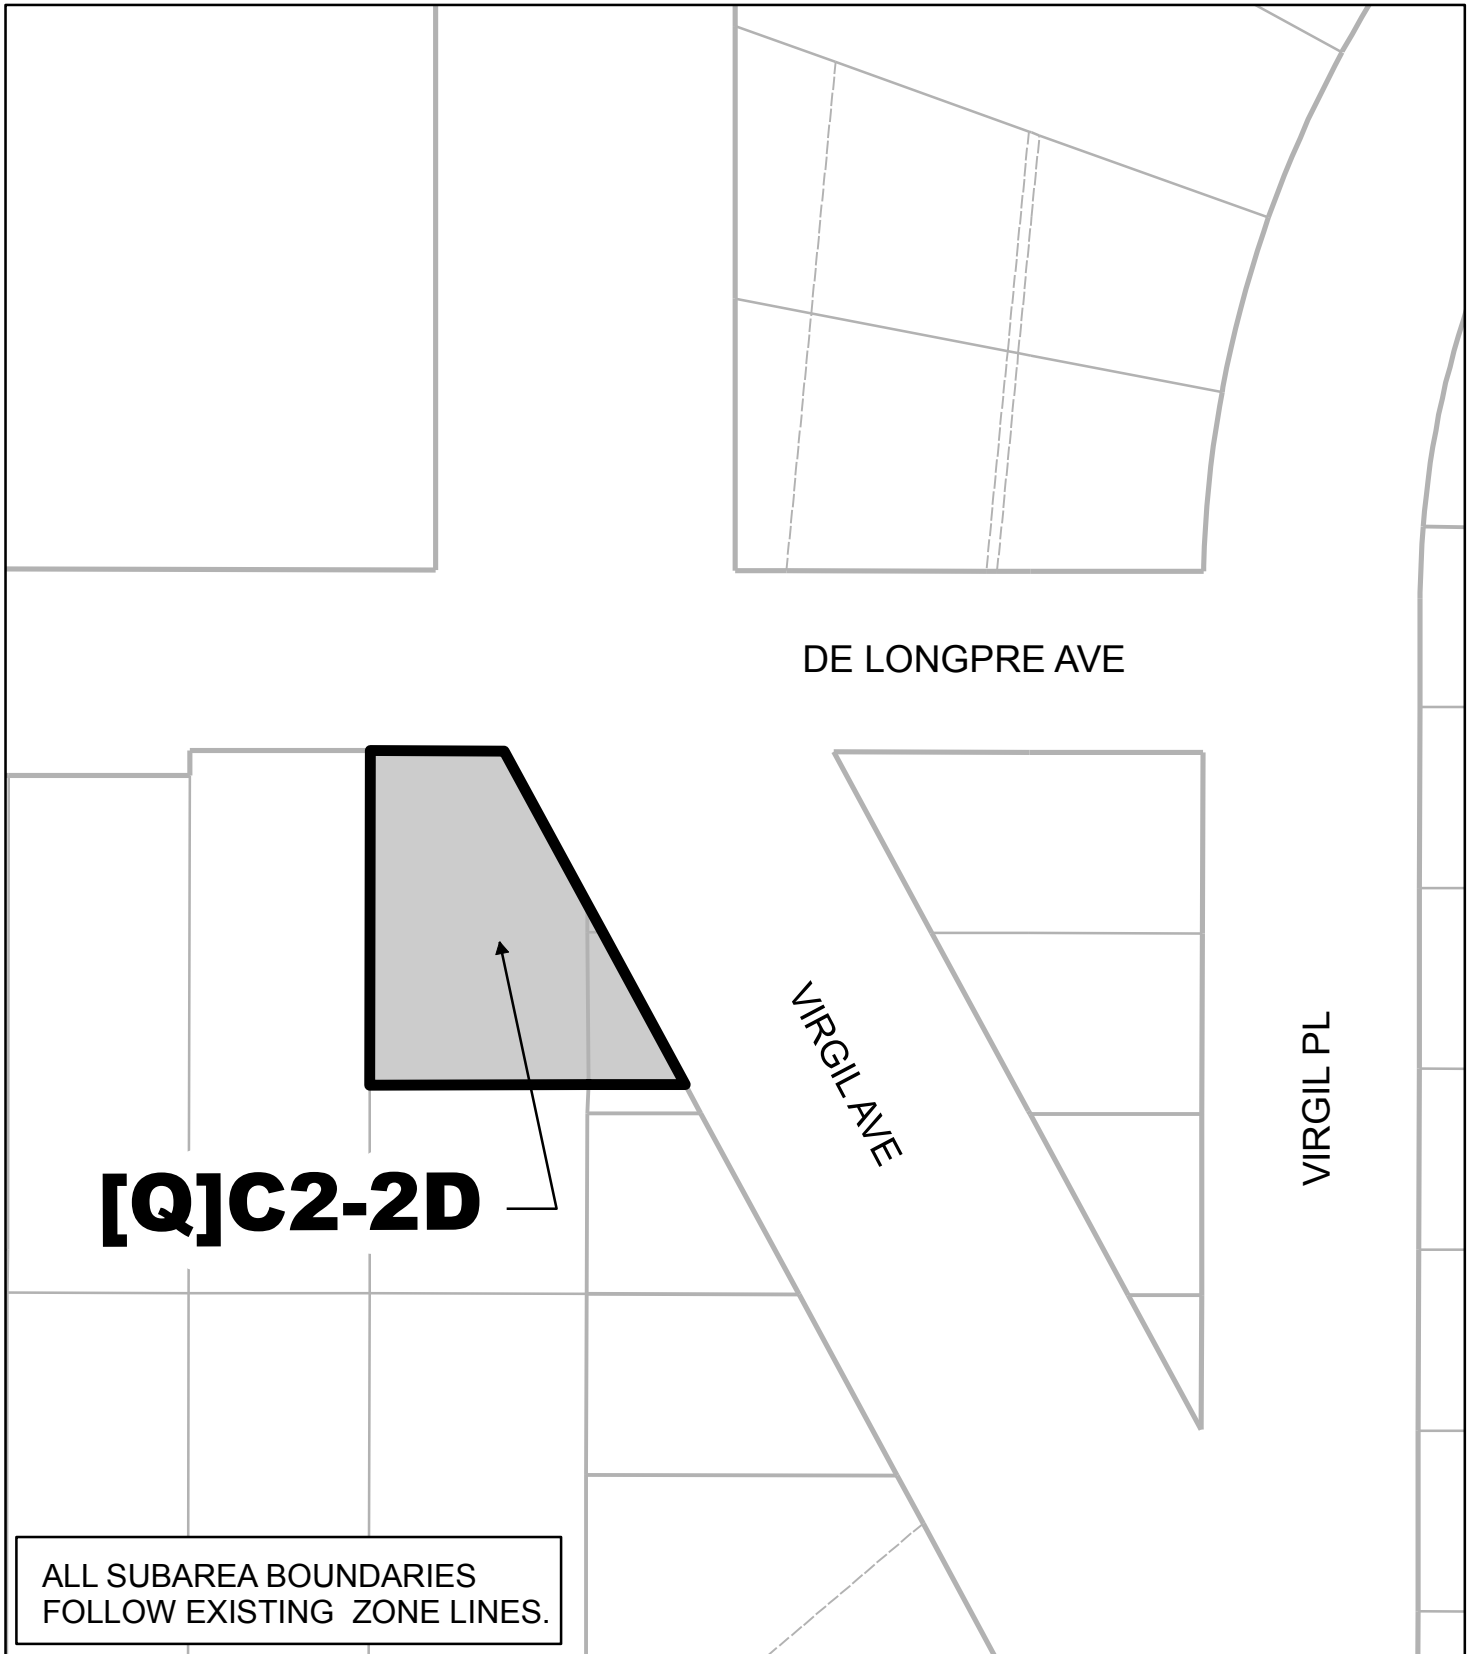 DE LONGPRE AVE
VIRGIL AVE
VIRGIL PL
[Q]C2-2D
ALL SUBAREA BOUNDARIES
FOLLOW EXISTING ZONE LINES.